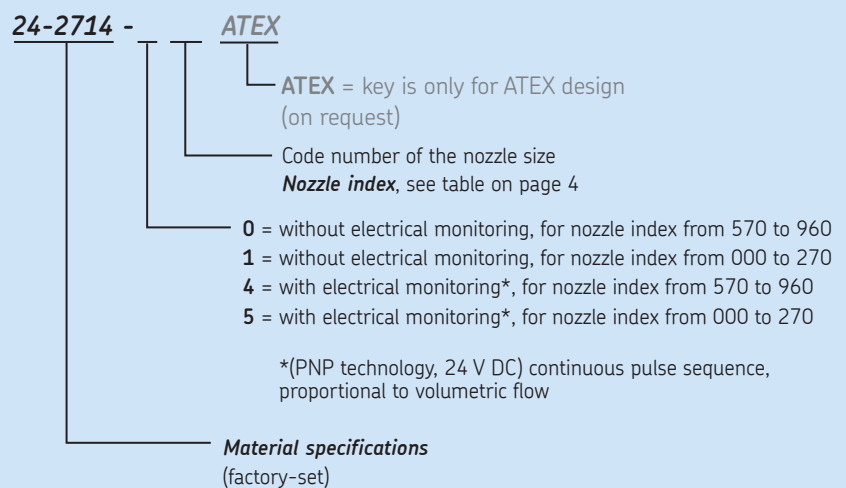 24-2714 - _ _ ATEX
ATEX = key is only for ATEX design
(on request)
Code number of the nozzle size
Nozzle index, see table on page 4
0 = without electrical monitoring, for nozzle index from 570 to 960
1 = without electrical monitoring, for nozzle index from 000 to 270
4 = with electrical monitoring*, for nozzle index from 570 to 960
5 = with electrical monitoring*, for nozzle index from 000 to 270
*(PNP technology, 24 V DC) continuous pulse sequence,
proportional to volumetric flow
Material specifications
(factory-set)